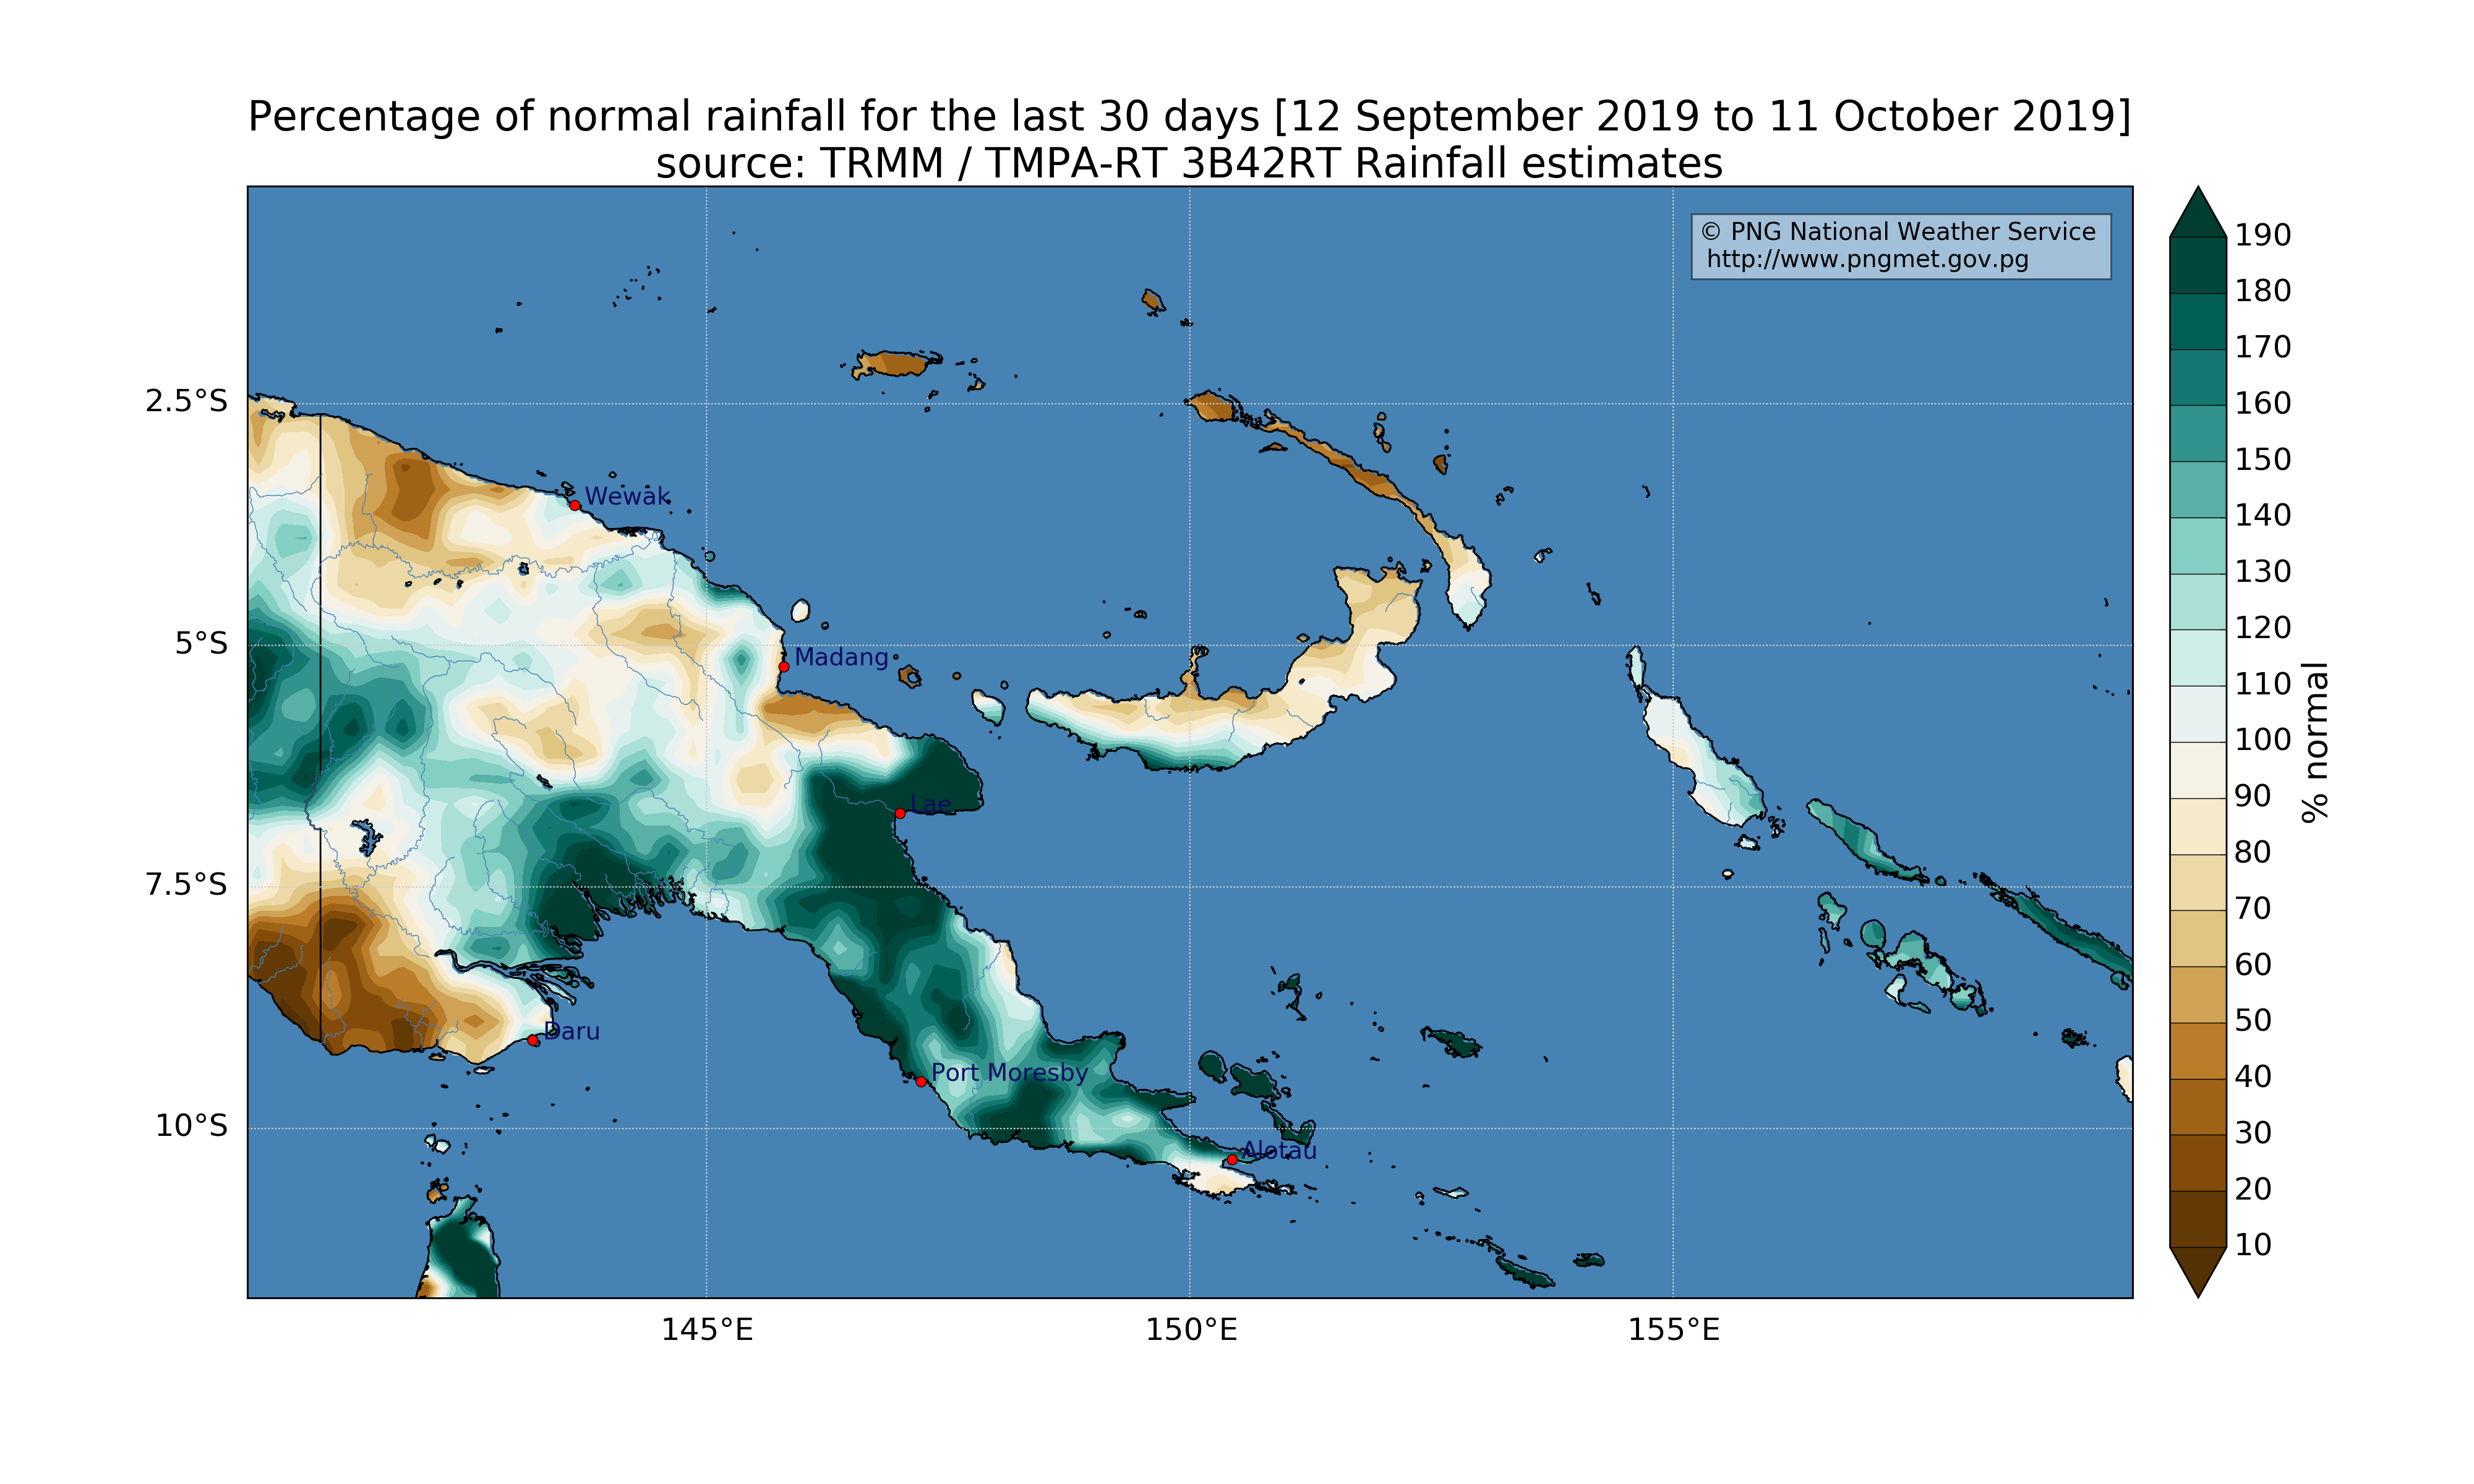 Percentage of normal rainfall for the last 30 days [12 September 2019 to 11 October 2019]
source: TRMM / TMPA-RT 3B42RT Rainfall estimates
© PNG National Weather Service
http://www.pngmet.gov.pg
2.5°S
5°S
7.5°S
10°S
145°E
150°E
155°E
Wewak
Madang
Lae
Daru
Port Moresby
Alotau
190
180
170
160
150
140
130
120
110
100
90
80
70
60
50
40
30
20
10
% normal